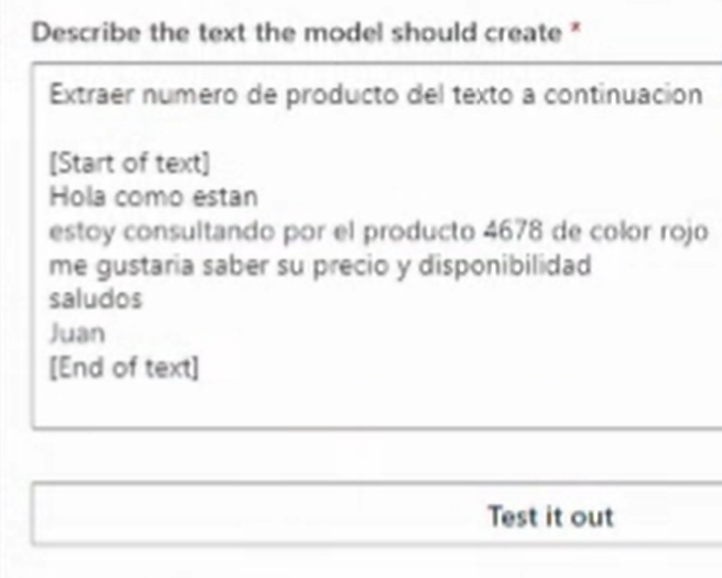 Describe the text the model should create *
Extraer numero de producto del texto a continuacion
[Start of text]
Hola como estan
estoy consultando por el producto 4678 de color rojo
me gustaria saber su precio y disponibilidad
saludos
Juan
[End of text]
Test it out